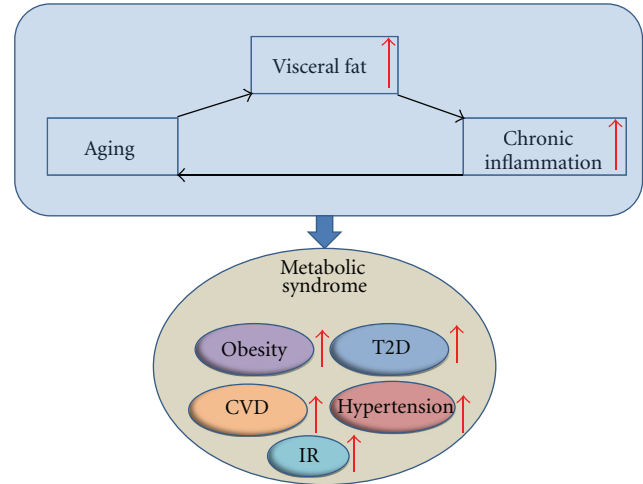 Visceral fat
Aging
Chronic
inflammation
Metabolic
syndrome
Obesity
T2D
CVD
Hypertension
IR